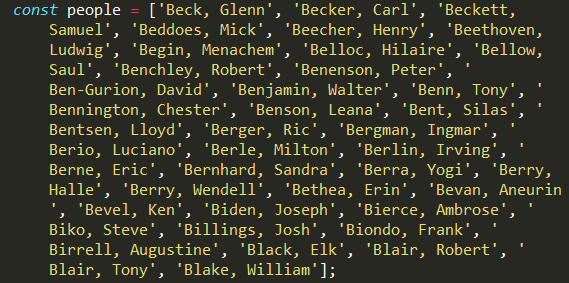 const people = ['Beck, Glenn', 'Becker, Carl', 'Beckett,
Samuel', 'Beddoes, Mick', 'Beecher, Henry', 'Beethoven,
Ludwig', 'Begin, Menachem', 'Belloc, Hilaire', 'Bellow,
Saul', 'Benchley, Robert', 'Benenson, Peter', '
Ben-Gurion, David', 'Benjamin, Walter', 'Benn, Tony', '
Bennington, Chester', 'Benson, Leana', 'Bent, Silas', '
Bentsen, Lloyd', 'Berger, Ric', 'Bergman, Ingmar', '
Berio, Luciano', 'Berle, Milton', 'Berlin, Irving', '
Berne, Eric', 'Bernhard, Sandra', 'Berra, Yogi', 'Berry,
Halle', 'Berry, Wendell', 'Bethea, Erin', 'Bevan, Aneurin
', 'Bevel, Ken', 'Biden, Joseph', 'Bierce, Ambrose', '
Biko, Steve', 'Billings, Josh', 'Biondo, Frank', '
Birrell, Augustine', 'Black, Elk', 'Blair, Robert', '
Blair, Tony', 'Blake, William'];